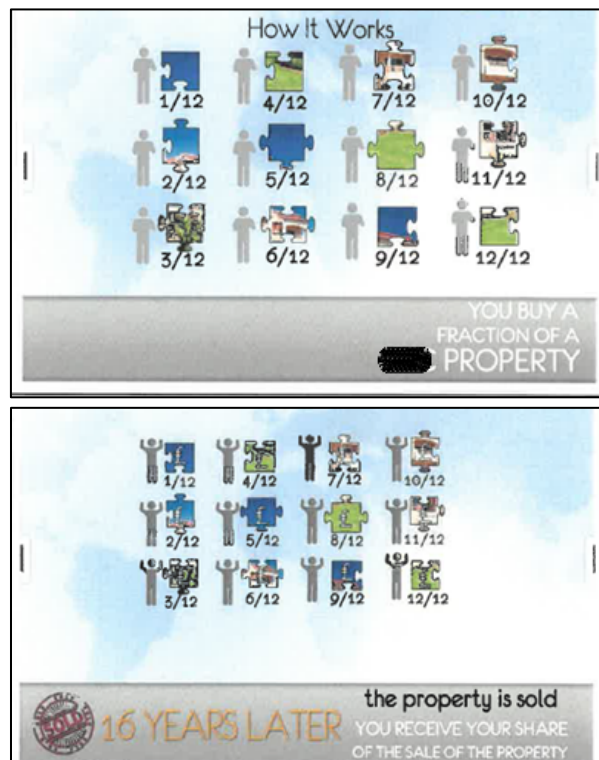 How It Works
1/12 4/12 7/12 10/12
2/12 5/12 8/12 11/12
3/12 6/12 9/12 12/12
YOU BUY A
FRACTION OF A
PROPERTY
1/12 4/12 7/12 10/12
2/12 5/12 8/12 11/12
3/12 6/12 9/12 12/12
SOLD
16 YEARS LATER
the property is sold
YOU RECEIVE YOUR SHARE
OF THE SALE OF THE PROPERTY